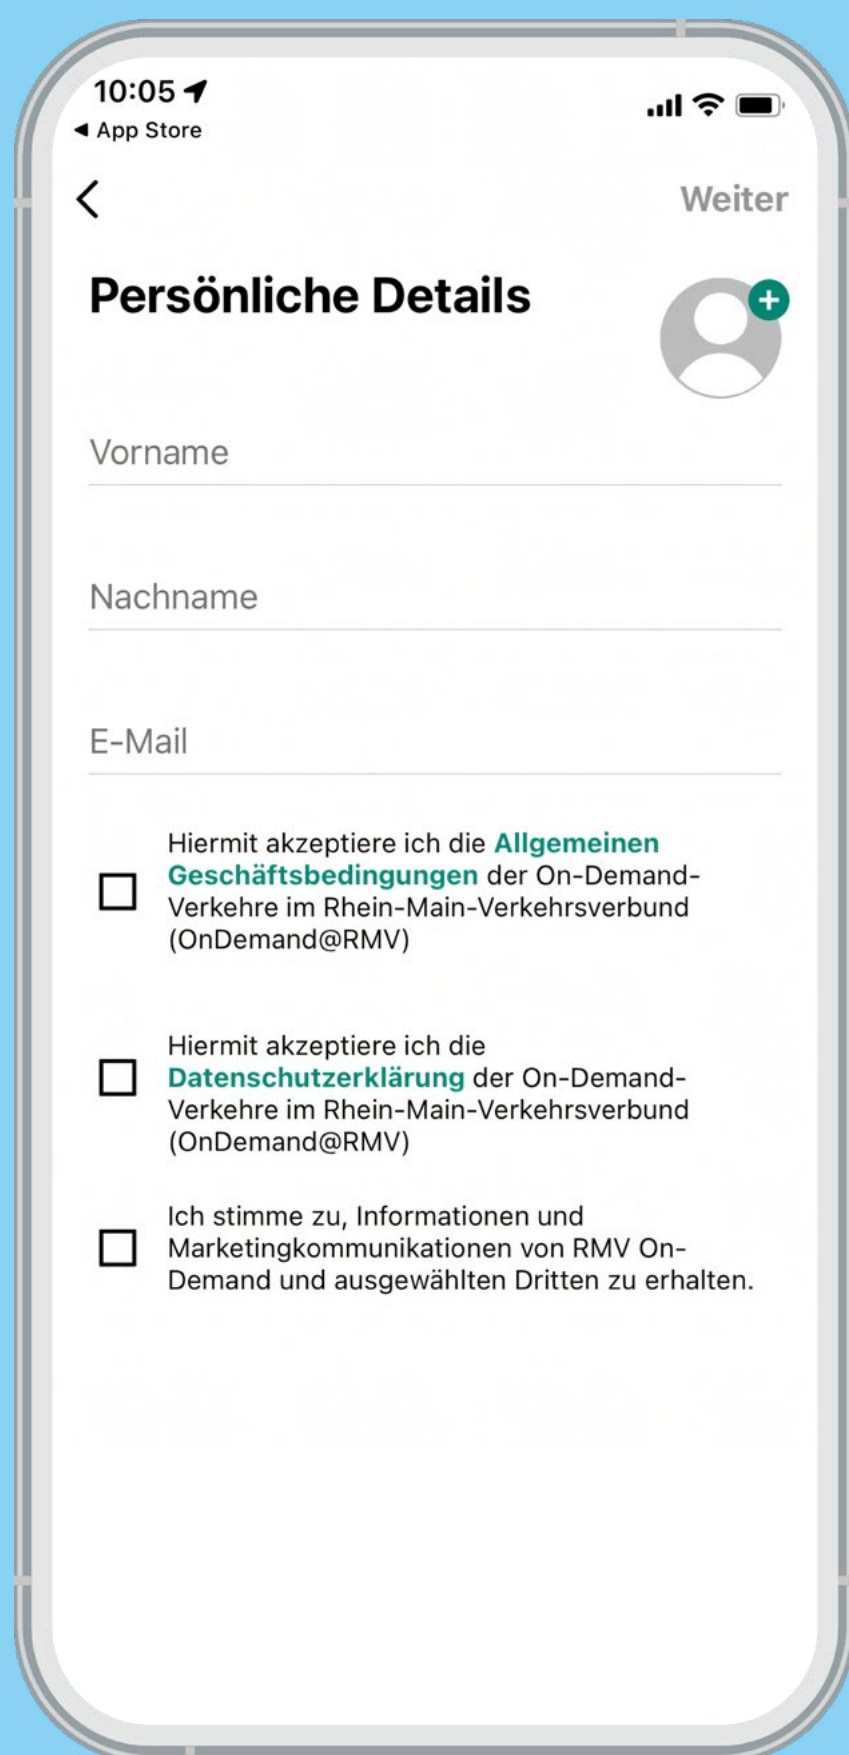 10:05
◀ App Store
Weiter
Persönliche Details
Vorname
Nachname
E-Mail
Hiermit akzeptiere ich die Allgemeinen
Geschäftsbedingungen der On-Demand-
Verkehre im Rhein-Main-Verkehrsverbund
(OnDemand@RMV)
Hiermit akzeptiere ich die
Datenschutzerklärung der On-Demand-
Verkehre im Rhein-Main-Verkehrsverbund
(OnDemand@RMV)
Ich stimme zu, Informationen und
Marketingkommunikationen von RMV On-
Demand und ausgewählten Dritten zu erhalten.